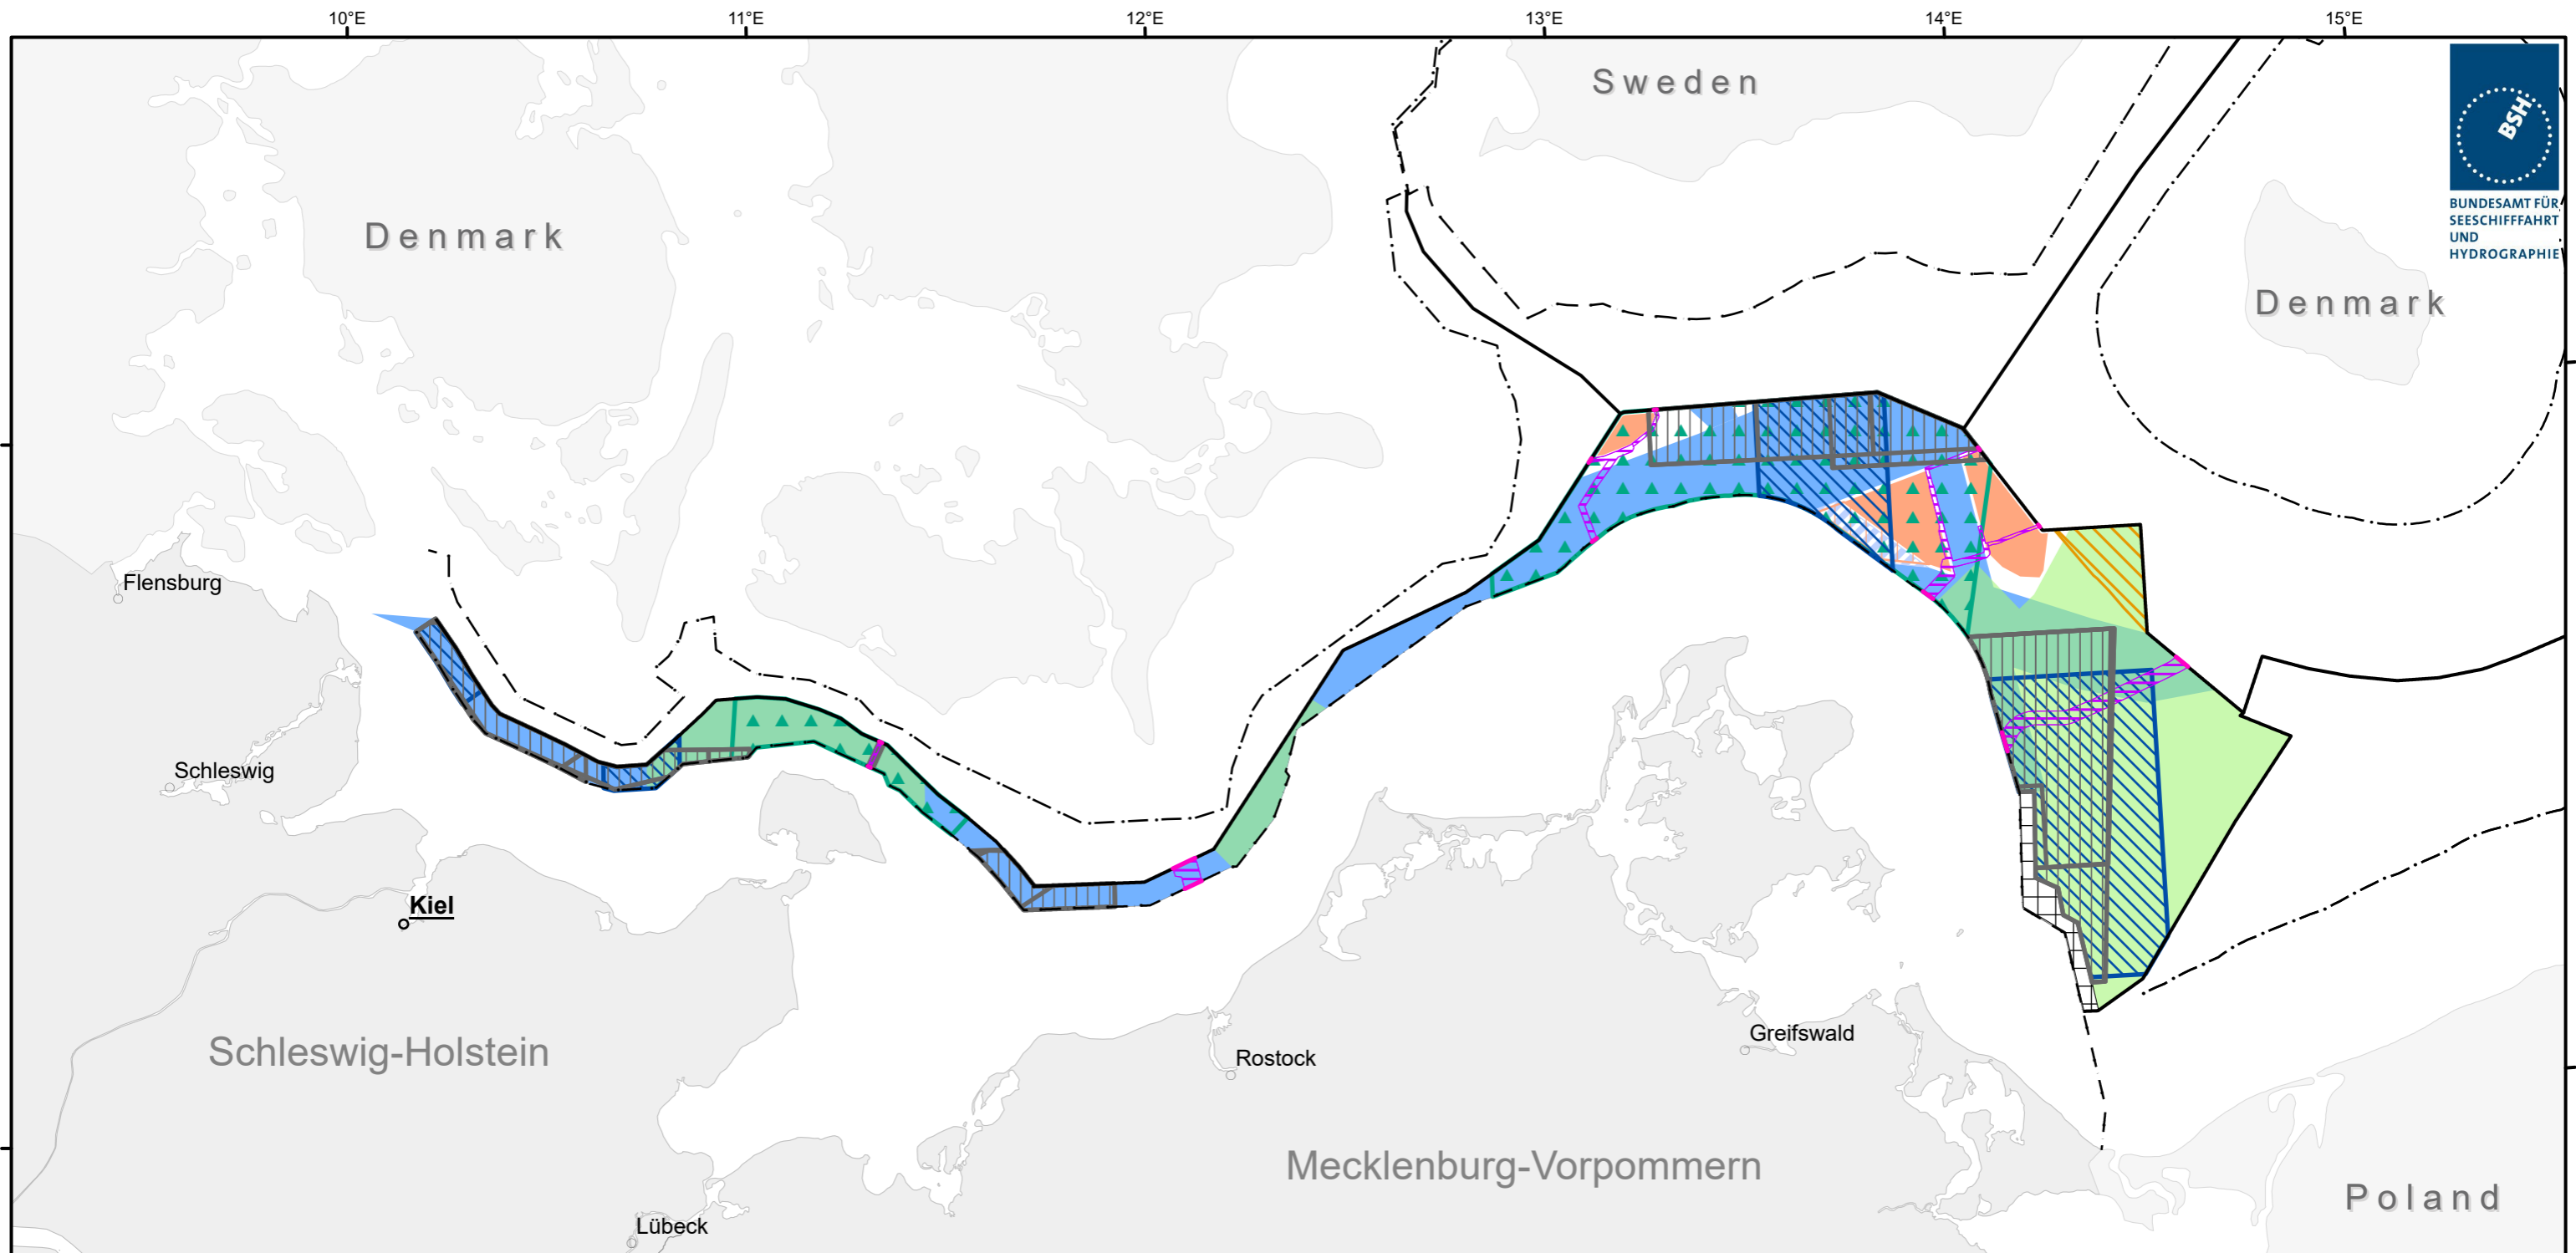 10°E
11°E
12°E
13°E
14°E
15°E
Sweden
BSH
BUNDESAMT FÜR
SEESCHIFFFAHRT
UND
HYDROGRAPHIE
Denmark
Denmark
Flensburg
Schleswig
Kiel
Schleswig-Holstein
Rostock
Greifswald
Mecklenburg-Vorpommern
Poland
Lübeck